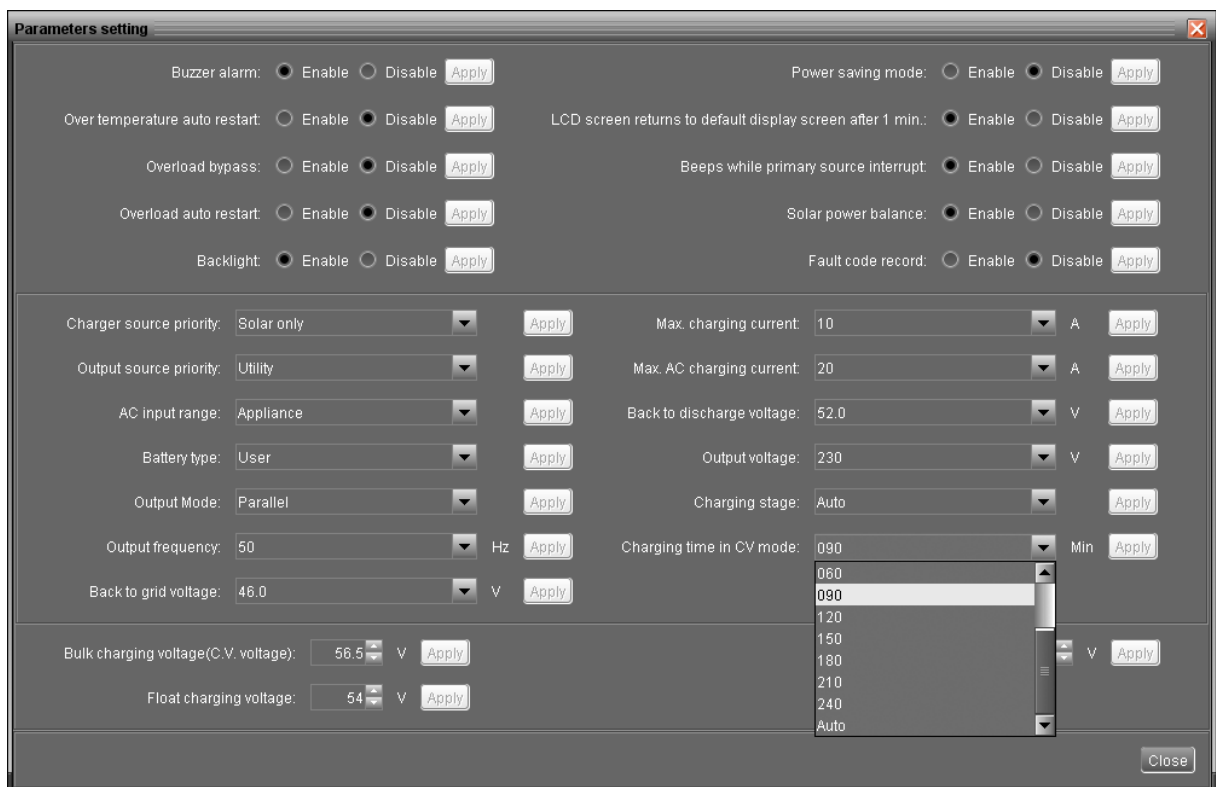 Parameters setting
Buzzer alarm: Enable Disable Apply Power saving mode: Enable Disable Apply
Over temperature auto restart: Enable Disable Apply LCD screen returns to default display screen after 1 min.: Enable Disable Apply
Overload bypass: Enable Disable Apply Beeps while primary source interrupt: Enable Disable Apply
Overload auto restart: Enable Disable Apply Solar power balance: Enable Disable Apply
Backlight: Enable Disable Apply Fault code record: Enable Disable Apply
Charger source priority: Solar only Apply Max. charging current: 10 A Apply
Output source priority: Utility Apply Max. AC charging current: 20 A Apply
AC input range: Appliance Apply Back to discharge voltage: 52.0 V Apply
Battery type: User Apply Output voltage: 230 V Apply
Output Mode: Parallel Apply Charging stage: Auto Apply
Output frequency: 50 Hz Apply Charging time in CV mode: 090 Min Apply
Back to grid voltage: 46.0 V Apply
060
090
120
150
180
210
240
Auto
Bulk charging voltage(C.V. voltage): 56.5 V Apply V Apply
Float charging voltage: 54 V Apply
Close